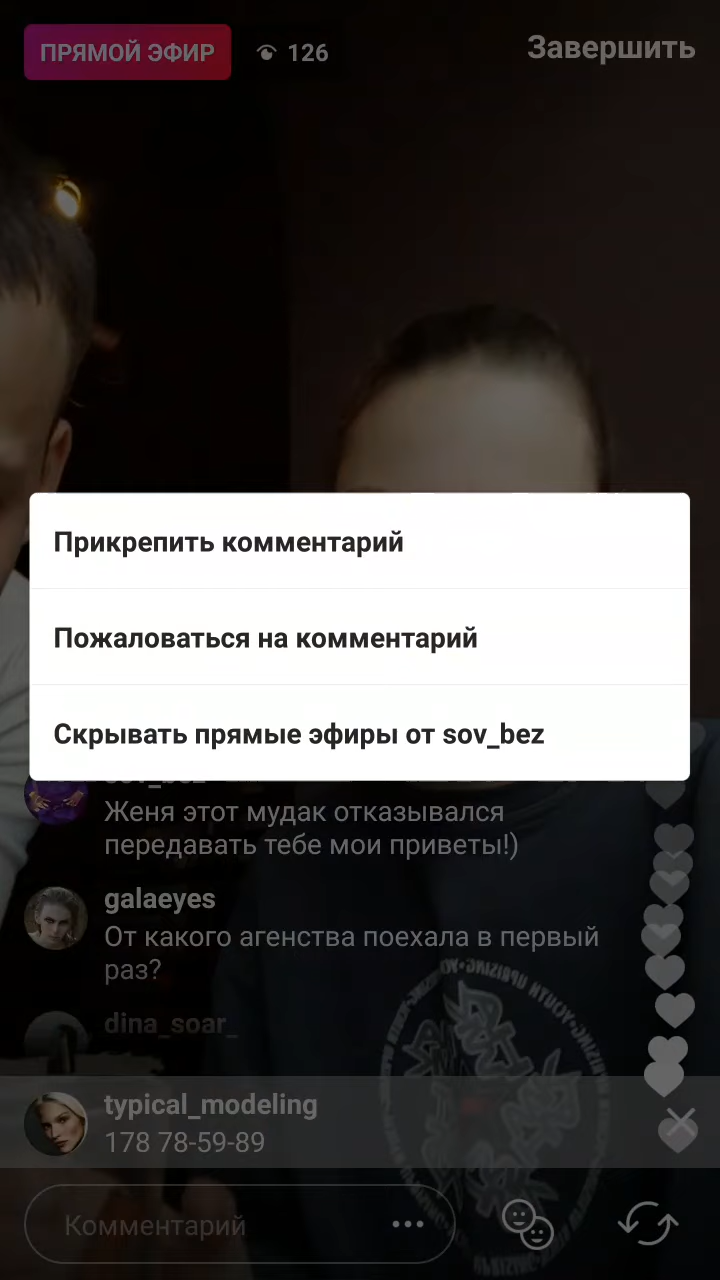 ПРЯМОЙ ЭФИР
126
Завершить
Прикрепить комментарий
Пожаловаться на комментарий
Скрывать прямые эфиры от sov_bez
sov_bez
Женя этот мудак отказывался
передавать тебе мои приветы!)
galaeyes
От какого агенства поехала в первый
раз?
dina_soar_
typical_modeling
178 78-59-89
Комментарий